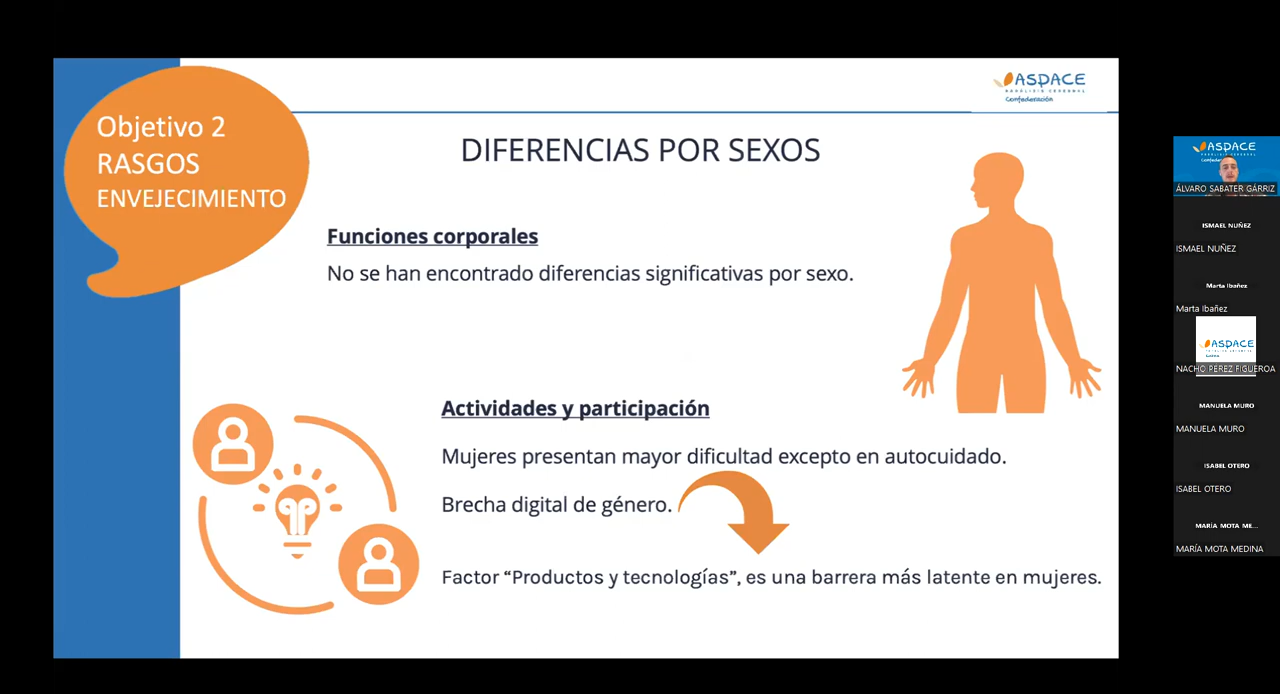 Objetivo 2
RASGOS
ENVEJECIMIENTO
ASPACE
PARÁLISIS CEREBRAL
Confederación
DIFERENCIAS POR SEXOS
Funciones corporales
No se han encontrado diferencias significativas por sexo.
Actividades y participación
Mujeres presentan mayor dificultad excepto en autocuidado.
Brecha digital de género.
Factor “Productos y tecnologías”, es una barrera más latente en mujeres.
ASPACE
ÁLVARO SABATER GÁRRIZ
ISMAEL NUÑEZ
ISMAEL NUÑEZ
Marta Ibañez
Marta Ibañez
ASPACE
NACHO PEREZ FIGUEROA
MANUELA MURO
MANUELA MURO
ISABEL OTERO
ISABEL OTERO
MARÍA MOTA ME...
MARÍA MOTA MEDINA